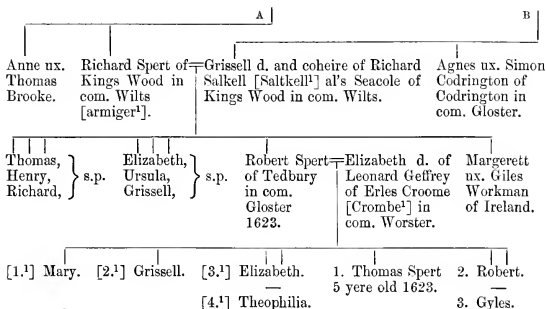 A B
Anne ux. Thomas Brooke.
Richard Spert of Kings Wood in com. Wilts [armiger¹].
Grissell d. and coheire of Richard Salkell [Saltkell¹] al's Seacole of Kings Wood in com. Wilts.
Agnes ux. Simon Codrington of Codrington in com. Gloster.
Thomas, Henry, Richard, } s.p.
Elizabeth, Ursula, Grissell, } s.p.
Robert Spert of Tedbury in com. Gloster 1623.
Elizabeth d. of Leonard Geffrey of Erles Croome [Crombe¹] in com. Worster.
Margerett ux. Giles Workman of Ireland.
[1.¹] Mary.
[2.¹] Grissell.
[3.¹] Elizabeth.
—
[4.¹] Theophilia.
1. Thomas Spert 5 yere old 1623.
2. Robert.
—
3. Gyles.